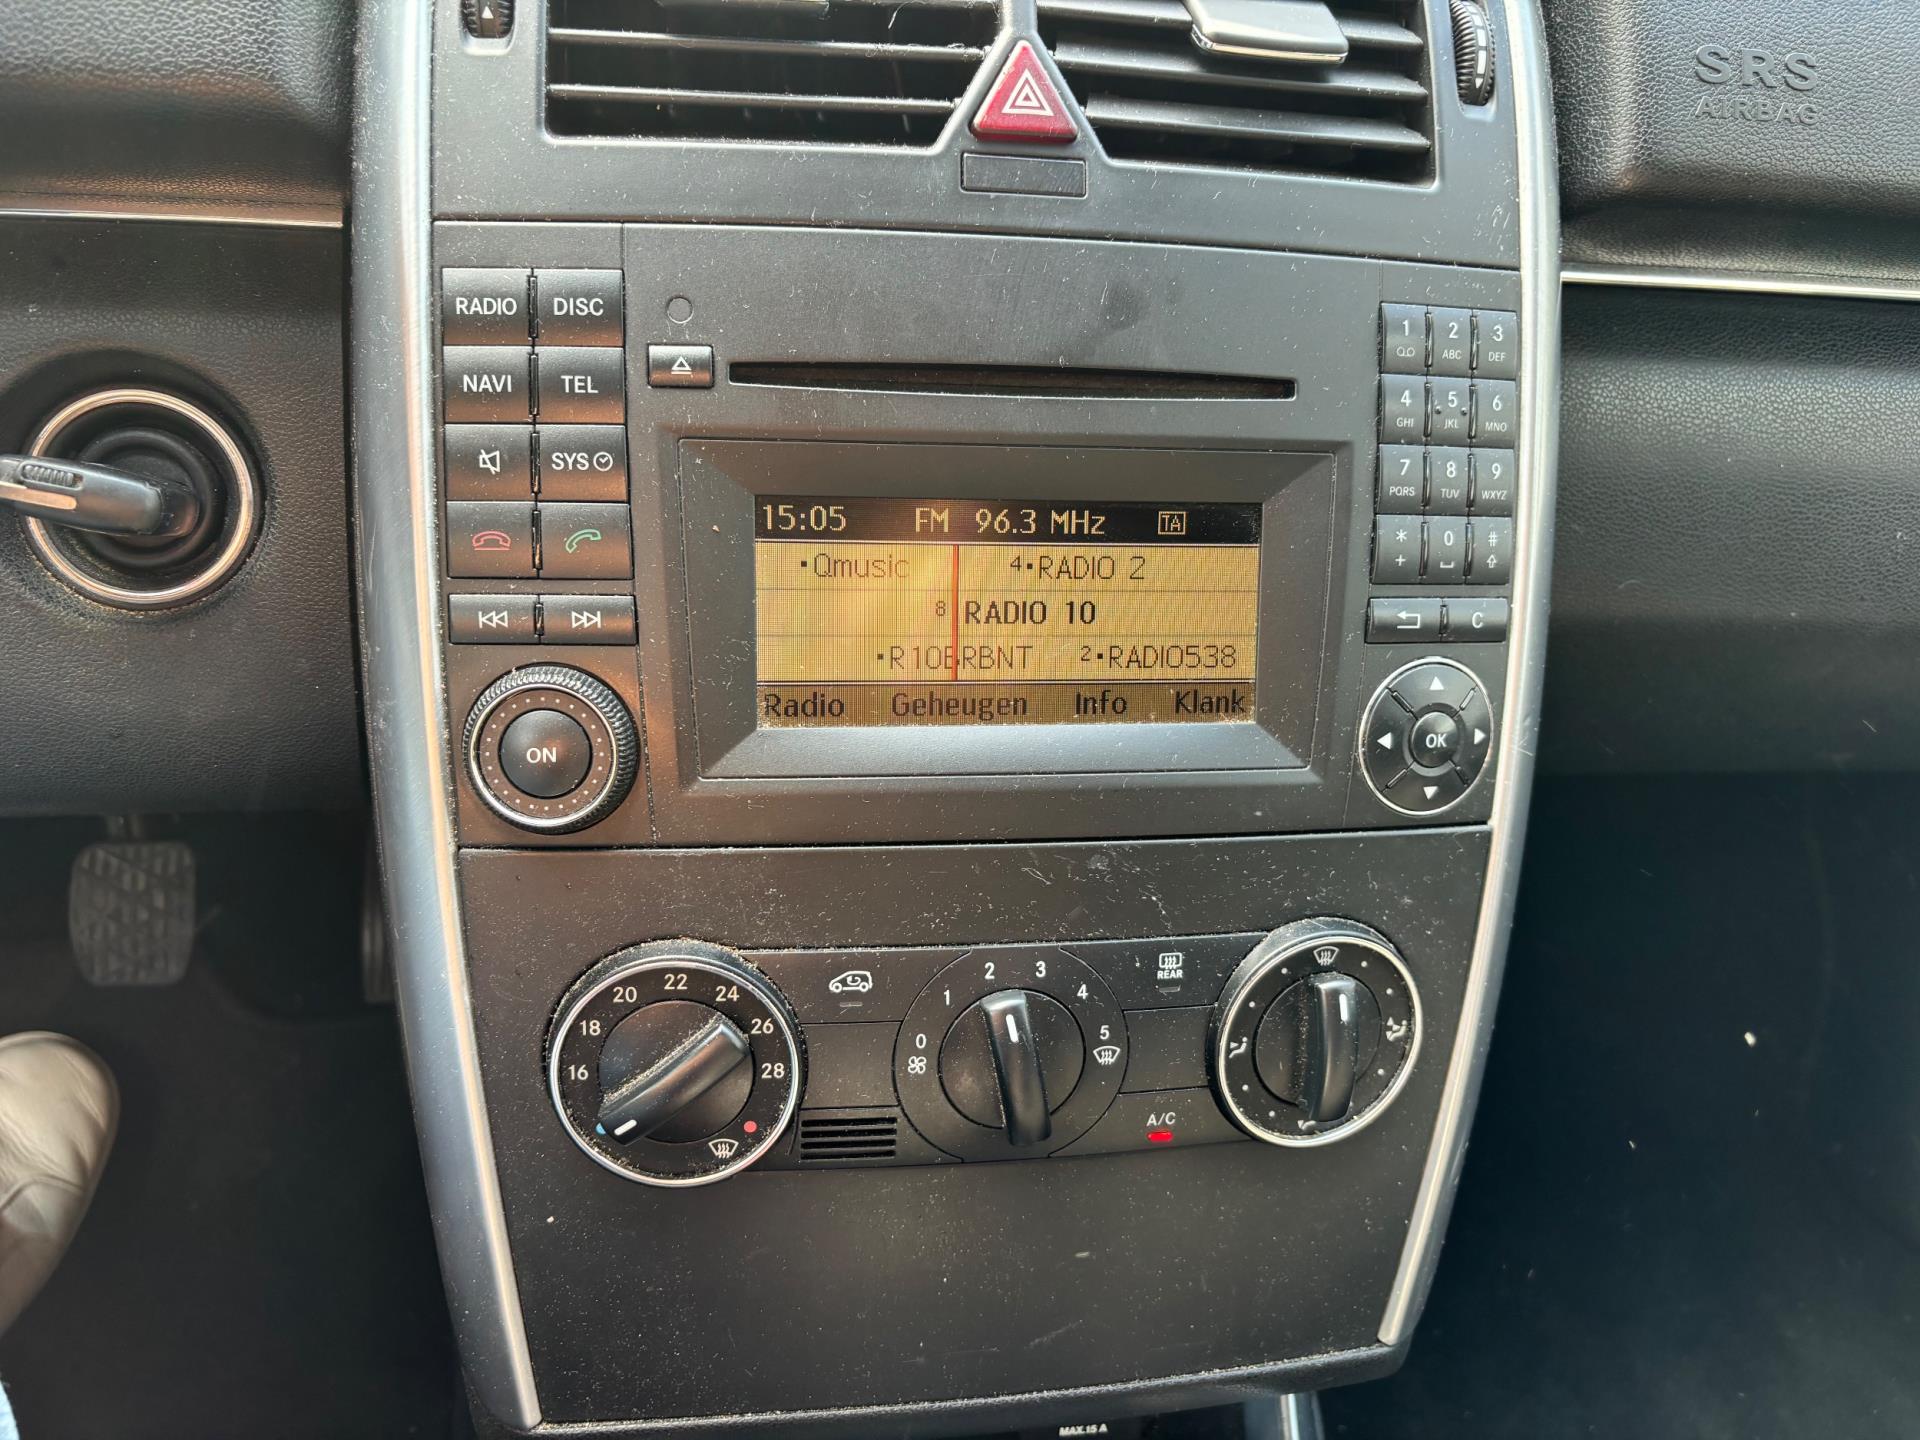 SRS
AIRBAG
RADIO DISC
NAVI TEL
SYS
ON
15:05 FM 96.3 MHz TA
Qmusic 4 RADIO 2
8 RADIO 10
R10BRBNT 2 RADIO538
Radio Geheugen Info Klank
1 2 ABC 3 DEF
4 GHI 5 JKL 6 MNO
7 PQRS 8 TUV 9 WXYZ
* + 0 #
C
OK
16 18 20 22 24 26 28
0 1 2 3 4 5
REAR
A/C
MAX.15 A